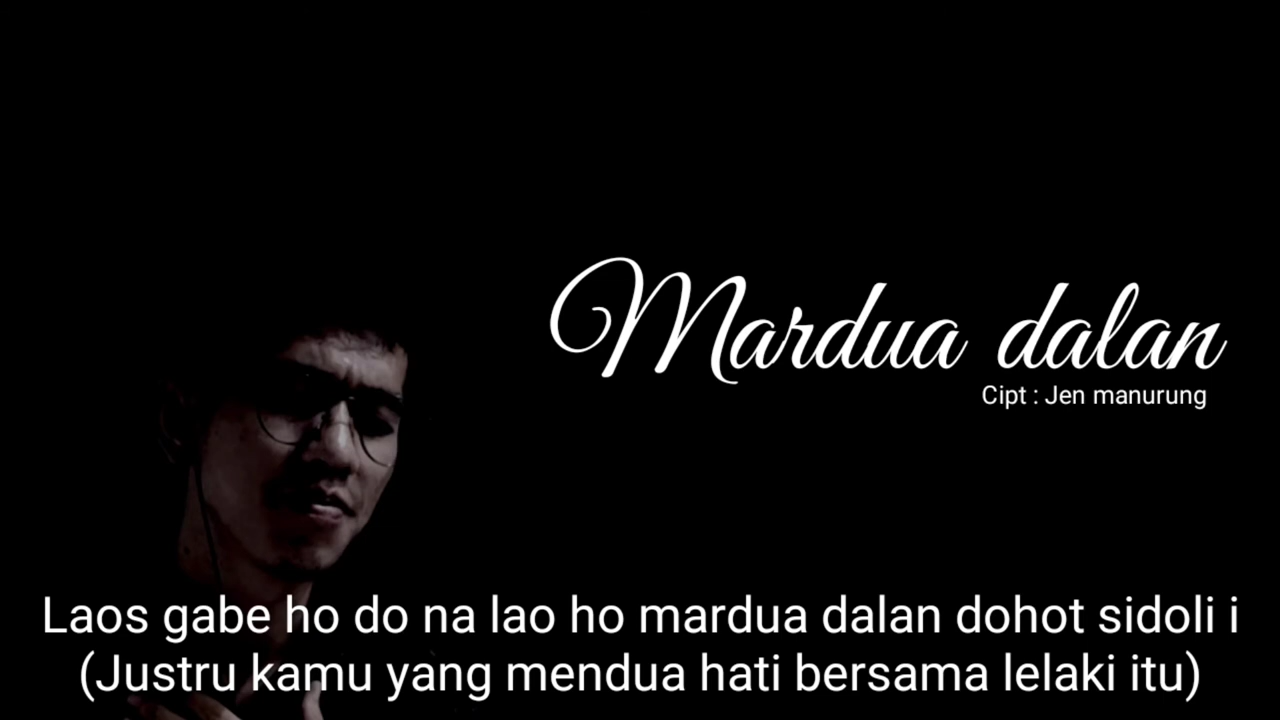 Mardua dalan
Cipt : Jen manurung
Laos gabe ho do na lao ho mardua dalan dohot sidoli i
(Justru kamu yang mendua hati bersama lelaki itu)